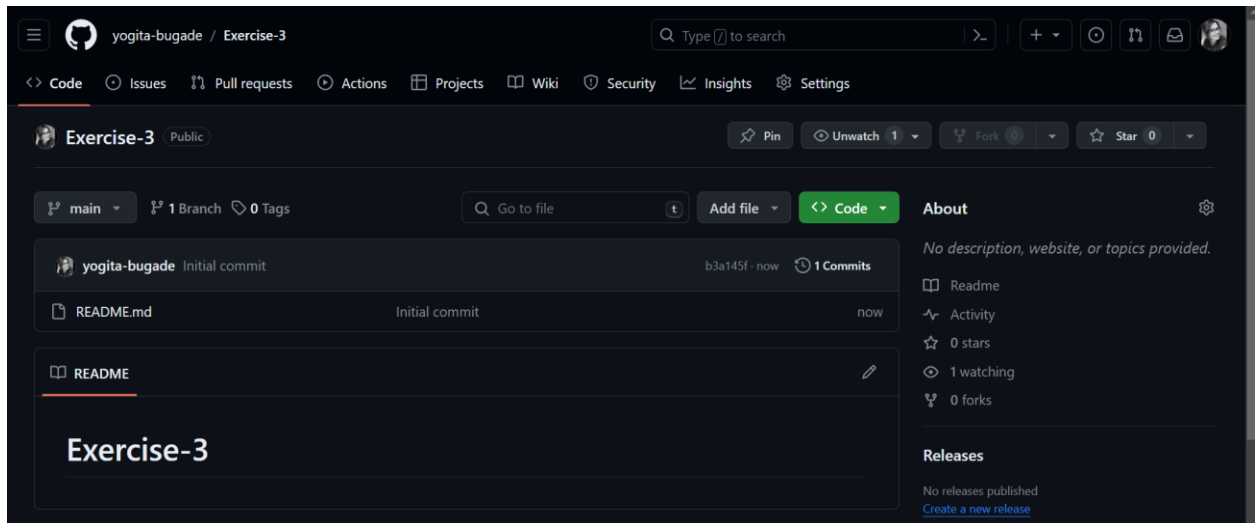 yogita-bugade / Exercise-3
Type / to search
Code Issues Pull requests Actions Projects Wiki Security Insights Settings
Exercise-3 Public
Pin Unwatch 1 Fork 0 Star 0
main 1 Branch 0 Tags Go to file t Add file Code
yogita-bugade Initial commit b3a145f · now 1 Commits
README.md Initial commit now
README
Exercise-3
About
No description, website, or topics provided.
Readme
Activity
0 stars
1 watching
0 forks
Releases
No releases published
Create a new release